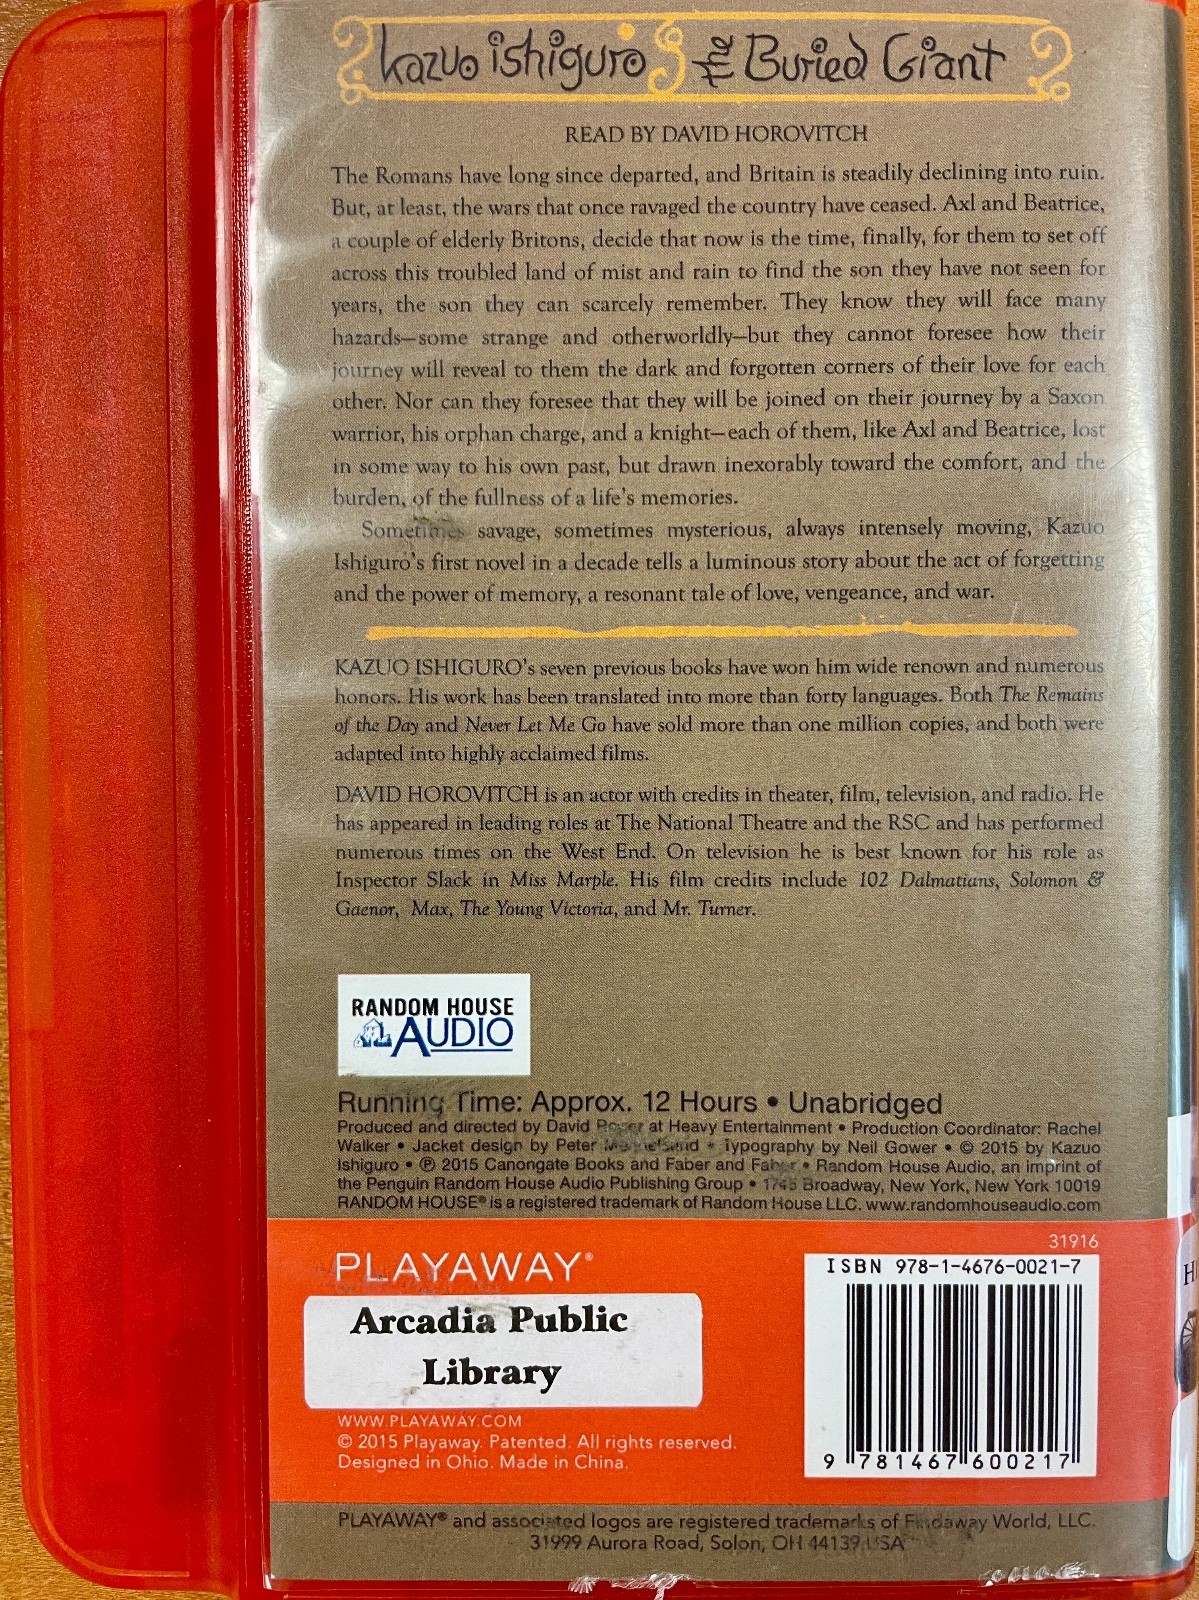 kazuo ishiguro the Buried Giant
READ BY DAVID HOROVITCH
The Romans have long since departed, and Britain is steadily declining into ruin.
But, at least, the wars that once ravaged the country have ceased. Axl and Beatrice,
a couple of elderly Britons, decide that now is the time, finally, for them to set off
across this troubled land of mist and rain to find the son they have not seen for
years, the son they can scarcely remember. They know they will face many
hazards—some strange and otherworldly—but they cannot foresee how their
journey will reveal to them the dark and forgotten corners of their love for each
other. Nor can they foresee that they will be joined on their journey by a Saxon
warrior, his orphan charge, and a knight—each of them, like Axl and Beatrice, lost
in some way to his own past, but drawn inexorably toward the comfort, and the
burden, of the fullness of a life's memories.
Sometimes savage, sometimes mysterious, always intensely moving, Kazuo
Ishiguro's first novel in a decade tells a luminous story about the act of forgetting
and the power of memory, a resonant tale of love, vengeance, and war.
KAZUO ISHIGURO's seven previous books have won him wide renown and numerous
honors. His work has been translated into more than forty languages. Both The Remains
of the Day and Never Let Me Go have sold more than one million copies, and both were
adapted into highly acclaimed films.
DAVID HOROVITCH is an actor with credits in theater, film, television, and radio. He
has appeared in leading roles at The National Theatre and the RSC and has performed
numerous times on the West End. On television he is best known for his role as
Inspector Slack in Miss Marple. His film credits include 102 Dalmatians, Solomon &
Gaenor, Max, The Young Victoria, and Mr. Turner.
RANDOM HOUSE
AUDIO
Running Time: Approx. 12 Hours • Unabridged
Produced and directed by David at Heavy Entertainment • Production Coordinator: Rachel
Walker • Jacket design by Peter • Typography by Neil Gower • © 2015 by Kazuo
Ishiguro • ℗ 2015 Canongate Books and Faber and Faber • Random House Audio, an imprint of
the Penguin Random House Audio Publishing Group • 1745 Broadway, New York, New York 10019
RANDOM HOUSE® is a registered trademark of Random House LLC. www.randomhouseaudio.com
31916
PLAYAWAY®
ISBN 978-1-4676-0021-7
Arcadia Public
Library
WWW.PLAYAWAY.COM
© 2015 Playaway. Patented. All rights reserved.
Designed in Ohio. Made in China.
9 781467 600217
PLAYAWAY® and associated logos are registered trademarks of Findaway World, LLC.
31999 Aurora Road, Solon, OH 44139 USA